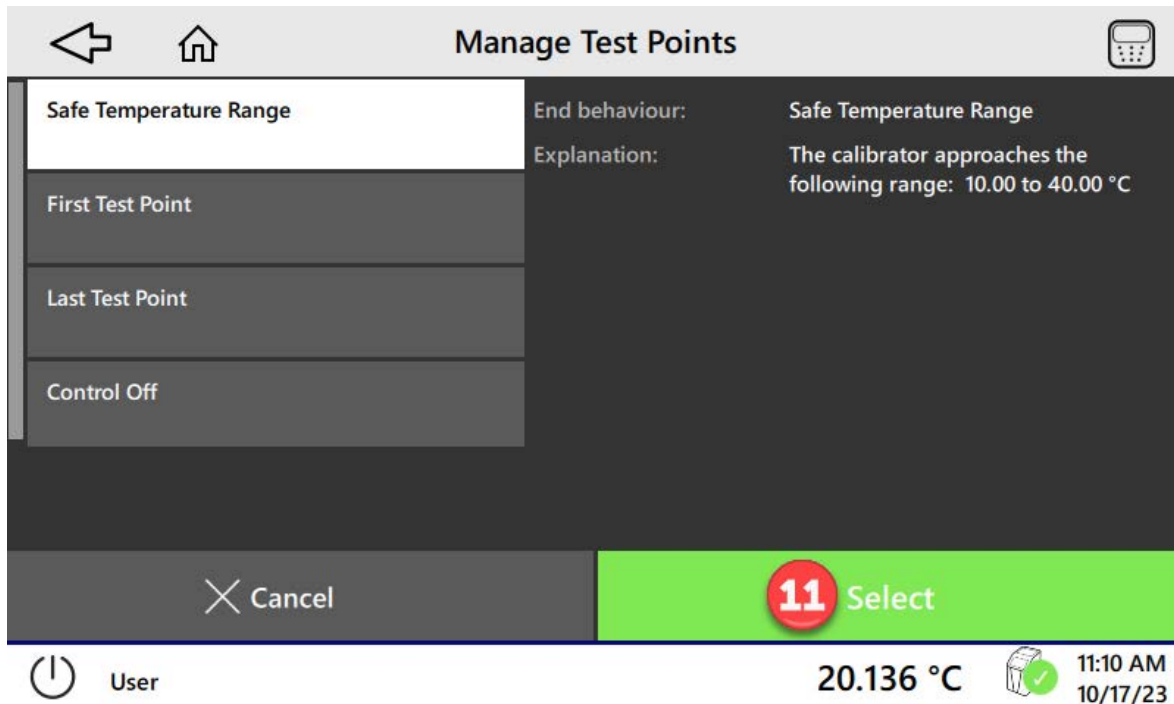 Manage Test Points
Safe Temperature Range
First Test Point
Last Test Point
Control Off
End behaviour: Safe Temperature Range
Explanation: The calibrator approaches the
following range: 10.00 to 40.00 °C
Cancel
11 Select
User
20.136 °C
11:10 AM
10/17/23